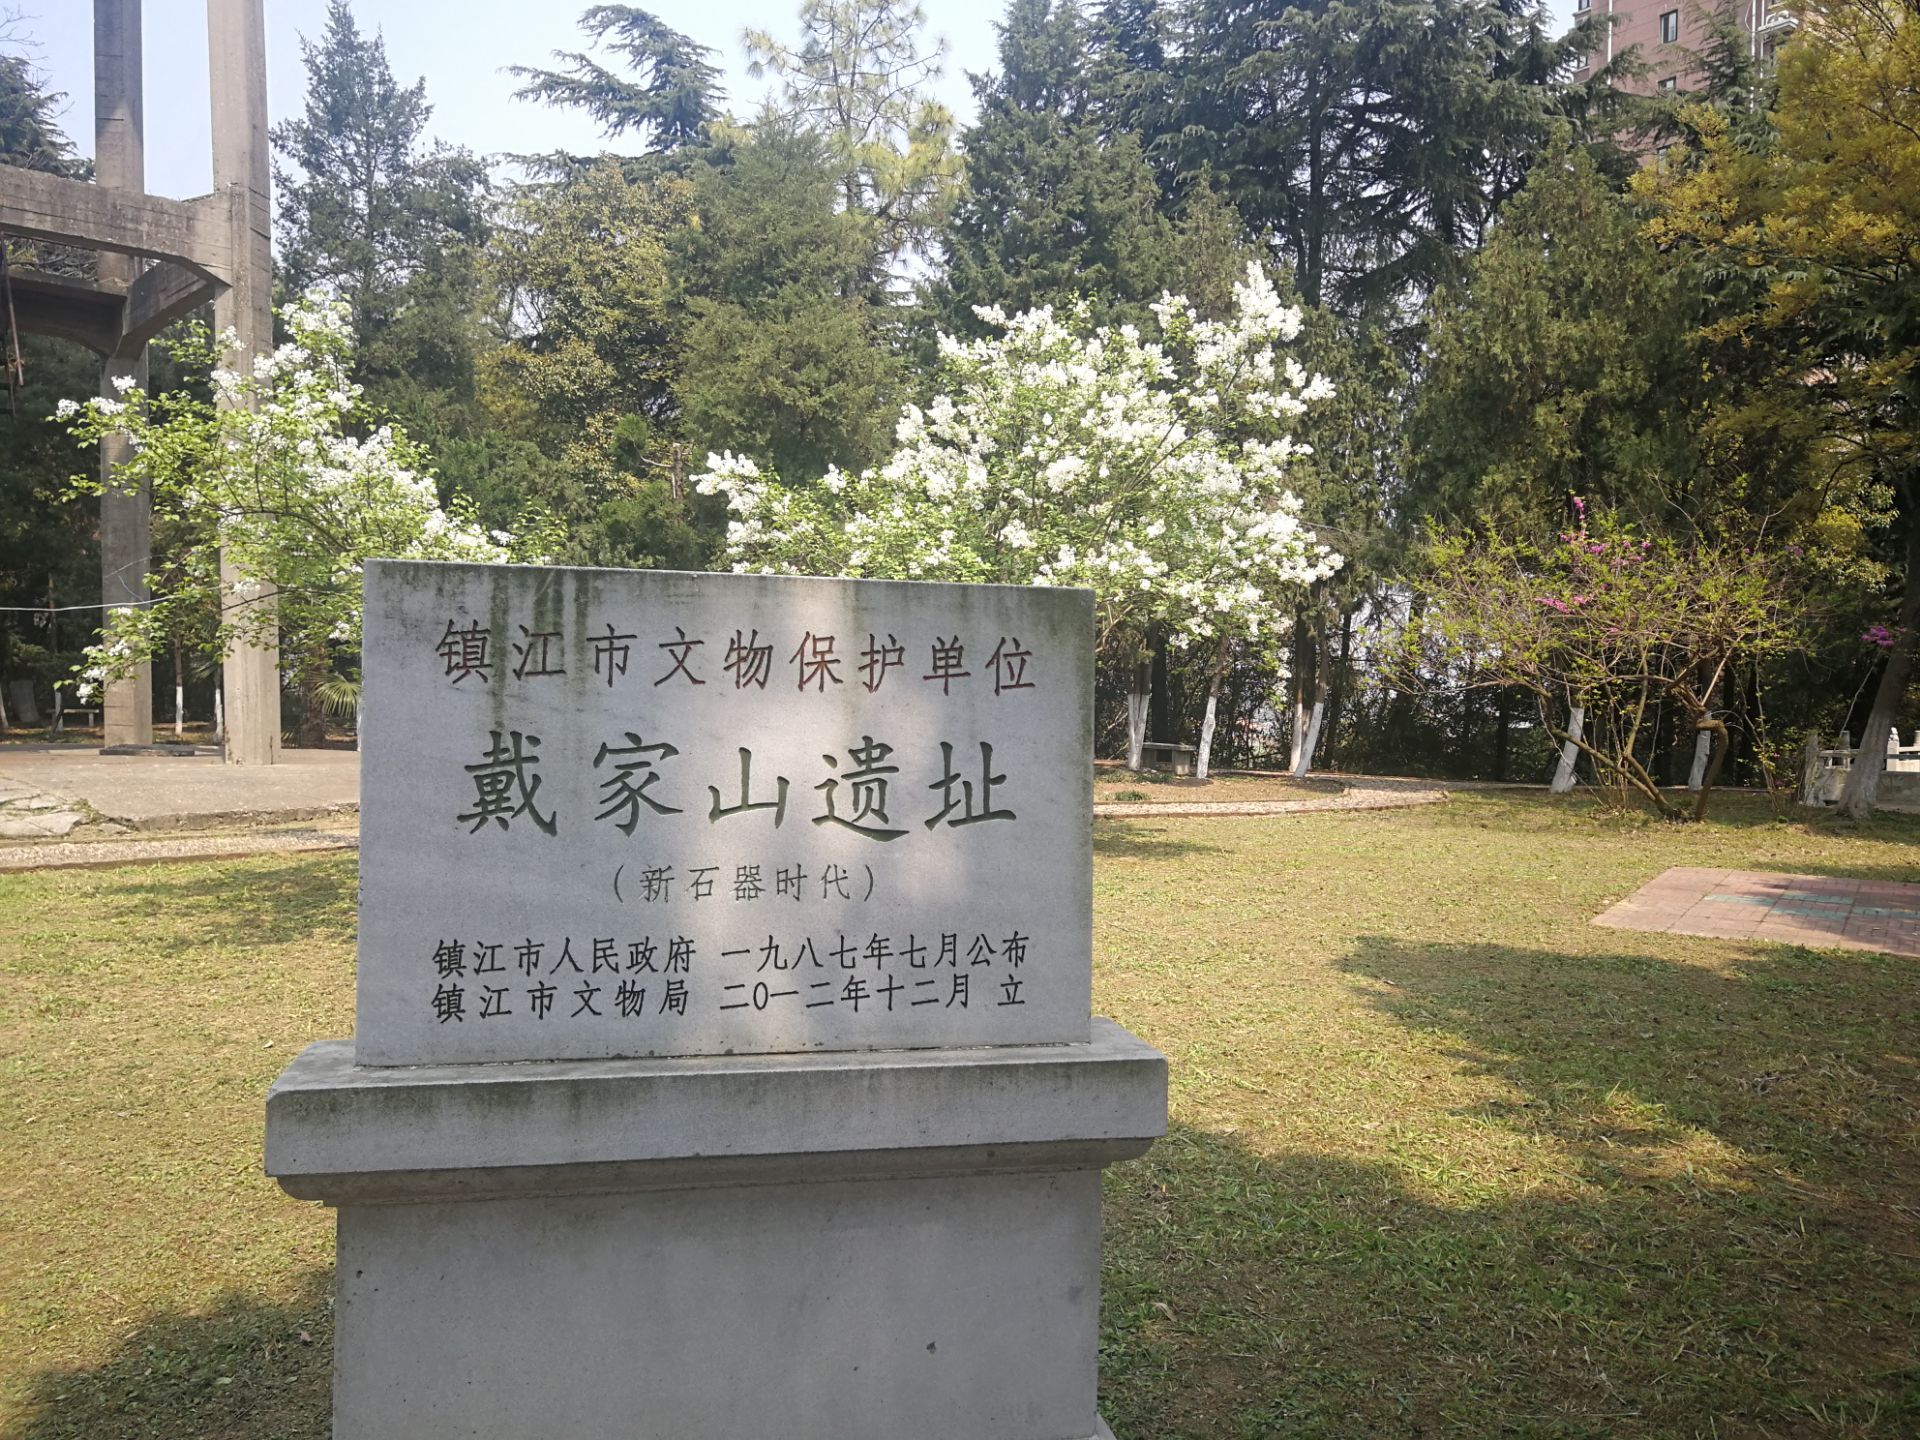 镇江市文物保护单位
戴家山遗址
（新石器时代）
镇江市人民政府 一九八七年七月公布
镇江市文物局 二〇一二年十二月 立